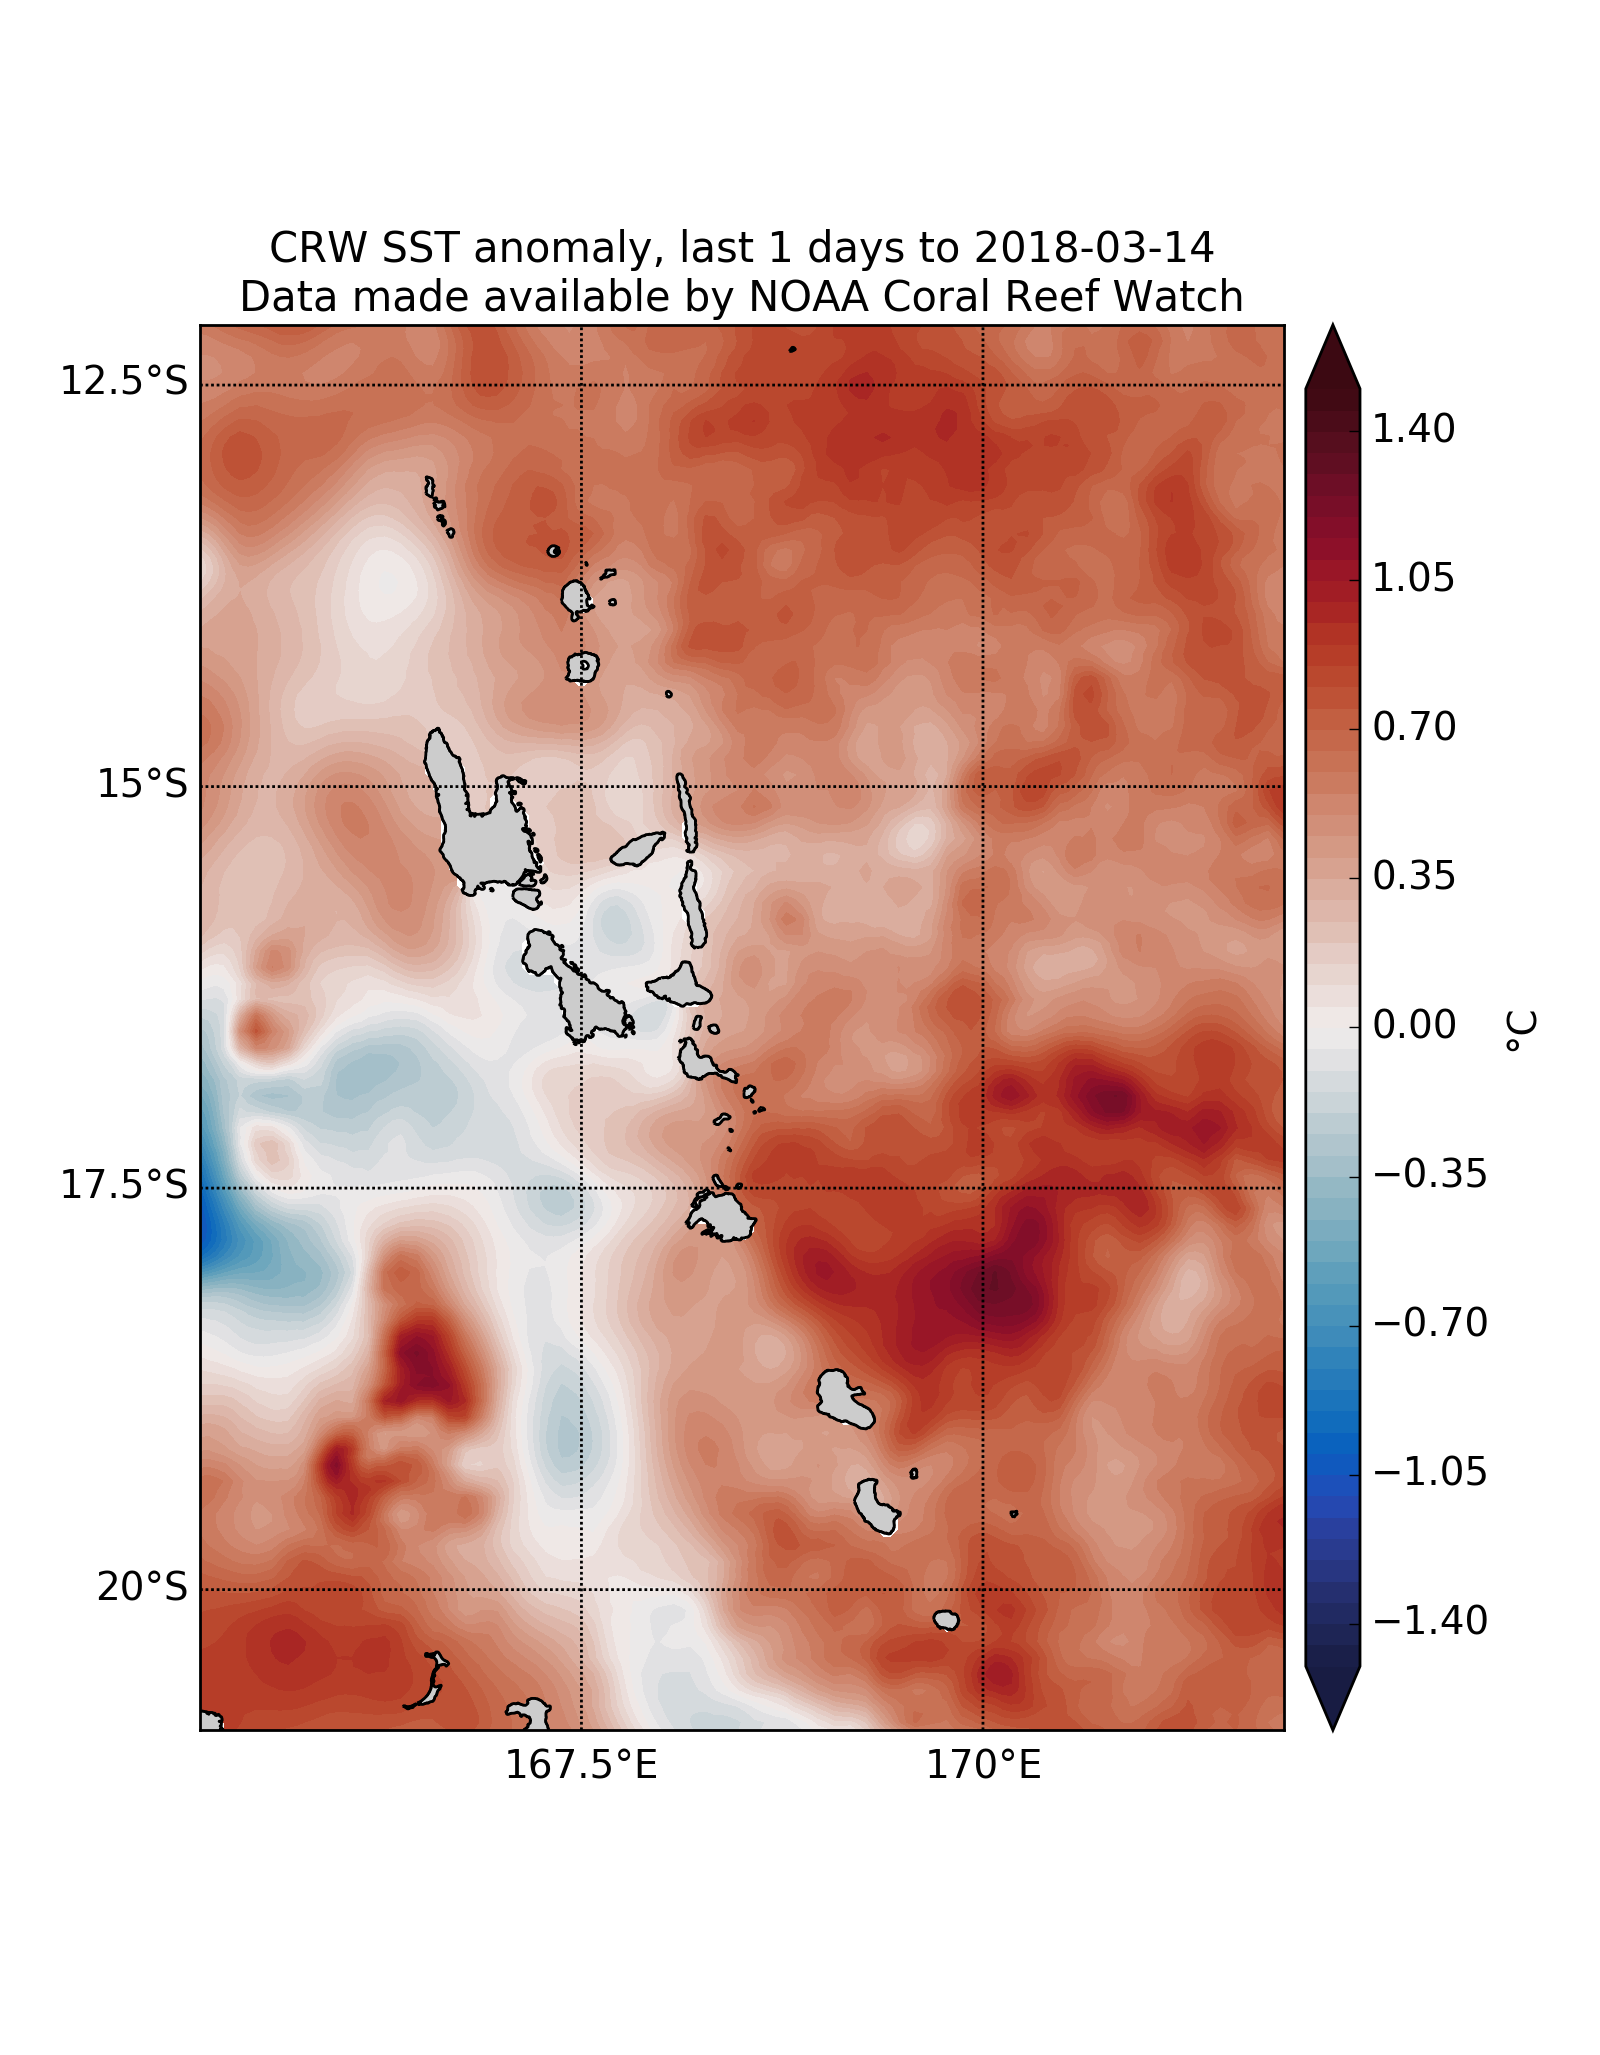 CRW SST anomaly, last 1 days to 2018-03-14
Data made available by NOAA Coral Reef Watch
12.5°S
15°S
17.5°S
20°S
167.5°E
170°E
1.40
1.05
0.70
0.35
0.00
−0.35
−0.70
−1.05
−1.40
°C